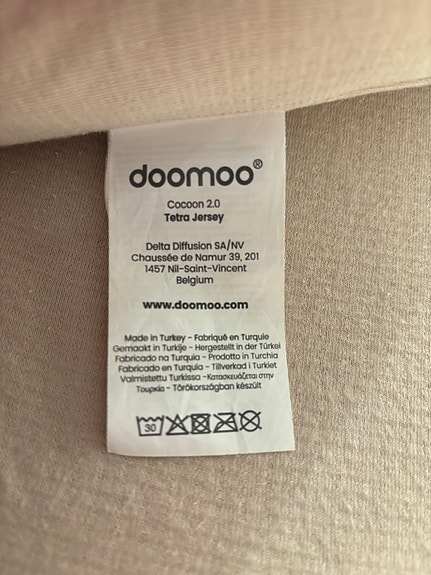 doomoo®
Cocoon 2.0
Tetra Jersey
Delta Diffusion SA/NV
Chaussée de Namur 39, 201
1457 Nil-Saint-Vincent
Belgium
www.doomoo.com
Made in Turkey - Fabriqué en Turquie
Gemaakt in Turkije - Hergestellt in der Türkei
Fabricado na Turquia - Prodotto in Turchia
Fabricado en Turquía - Tillverkad i Turkiet
Valmistettu Turkissa - Κατασκευάζεται στην
Τουρκία - Törökországban készült
30